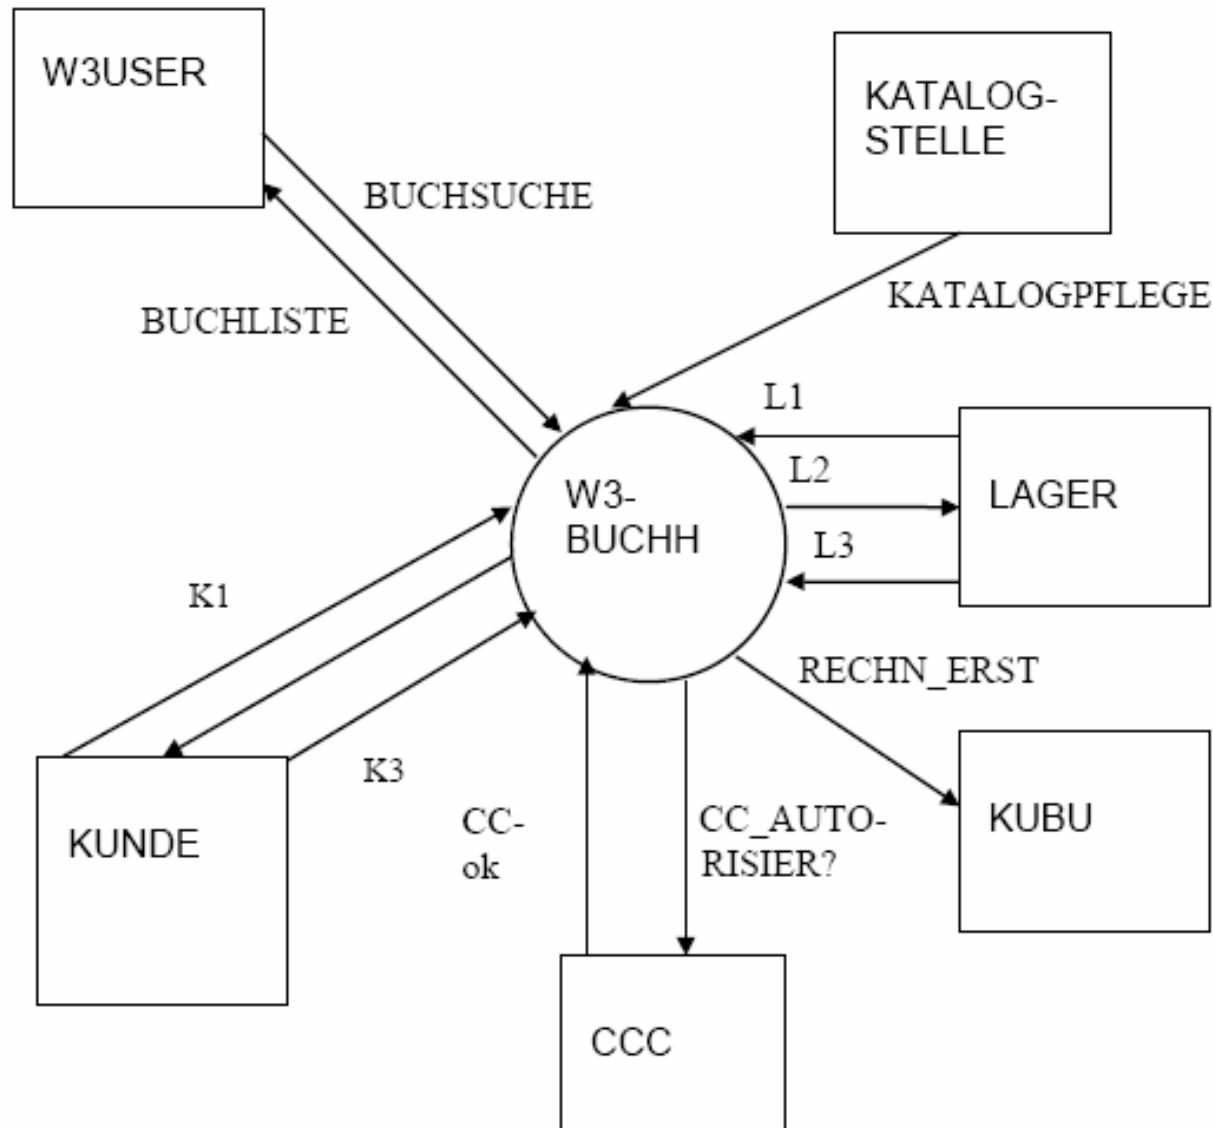 W3USER
KATALOG-
STELLE
BUCHSUCHE
KATALOGPFLEGE
BUCHLISTE
L1
L2
LAGER
W3-
BUCHH
L3
K1
RECHN_ERST
K3
KUNDE
CC-
ok
CC_AUTO-
RISIER?
KUBU
CCC